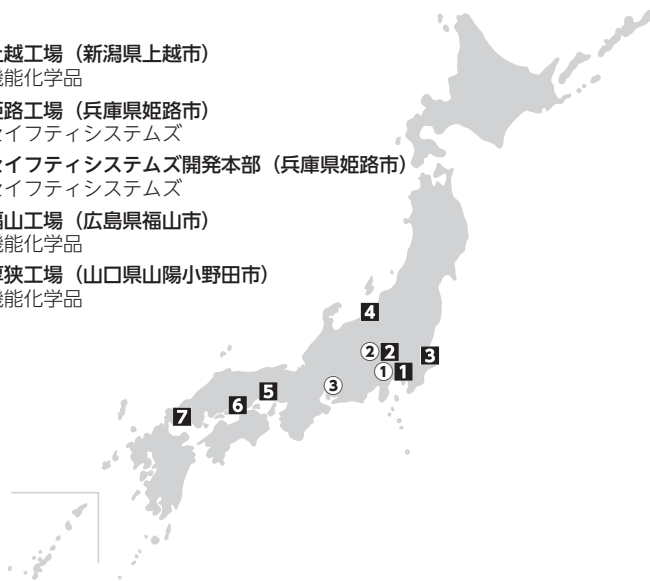 上越工場（新潟県上越市）
機能化学品
姫路工場（兵庫県姫路市）
セイフティシステムズ
セイフティシステムズ開発本部（兵庫県姫路市）
セイフティシステムズ
福山工場（広島県福山市）
機能化学品
厚狭工場（山口県山陽小野田市）
機能化学品
4
② 2
3
① 1
③
5
6
7